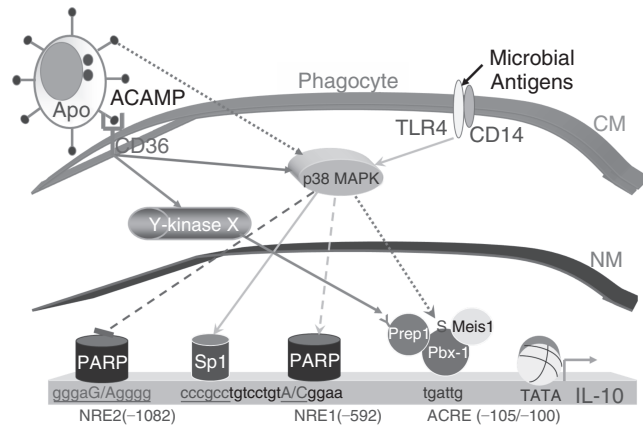 Microbial
Antigens
Phagocyte
ACAMP
Apo
TLR4
CD14
CM
CD36
p38 MAPK
Y-kinase X
NM
Prep1
S
Meis1
Pbx-1
PARP
Sp1
PARP
gggaG/Agggg
cccgcctgtcctgtA/Cggaa
tgattg
TATA
IL-10
NRE2(−1082)
NRE1(−592)
ACRE (−105/−100)